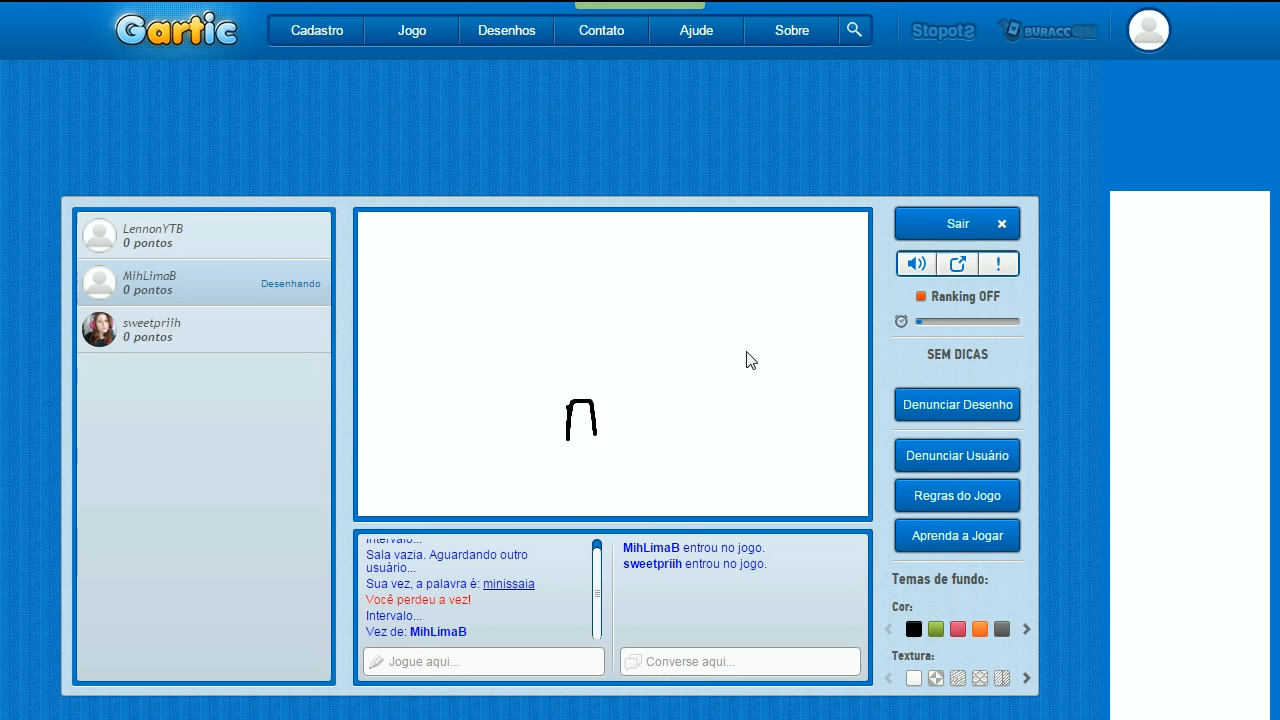 Gartic
Cadastro
Jogo
Desenhos
Contato
Ajude
Sobre
StopotS
BURACOON
LennonYTB
0 pontos
MihLimaB
0 pontos
Desenhando
sweetpriih
0 pontos
Intervalo...
Sala vazia. Aguardando outro
usuário...
Sua vez, a palavra é: minissaia
Você perdeu a vez!
Intervalo...
Vez de: MihLimaB
Jogue aqui...
MihLimaB entrou no jogo.
sweetpriih entrou no jogo.
Converse aqui...
Sair
Ranking OFF
SEM DICAS
Denunciar Desenho
Denunciar Usuário
Regras do Jogo
Aprenda a Jogar
Temas de fundo:
Cor:
Textura: